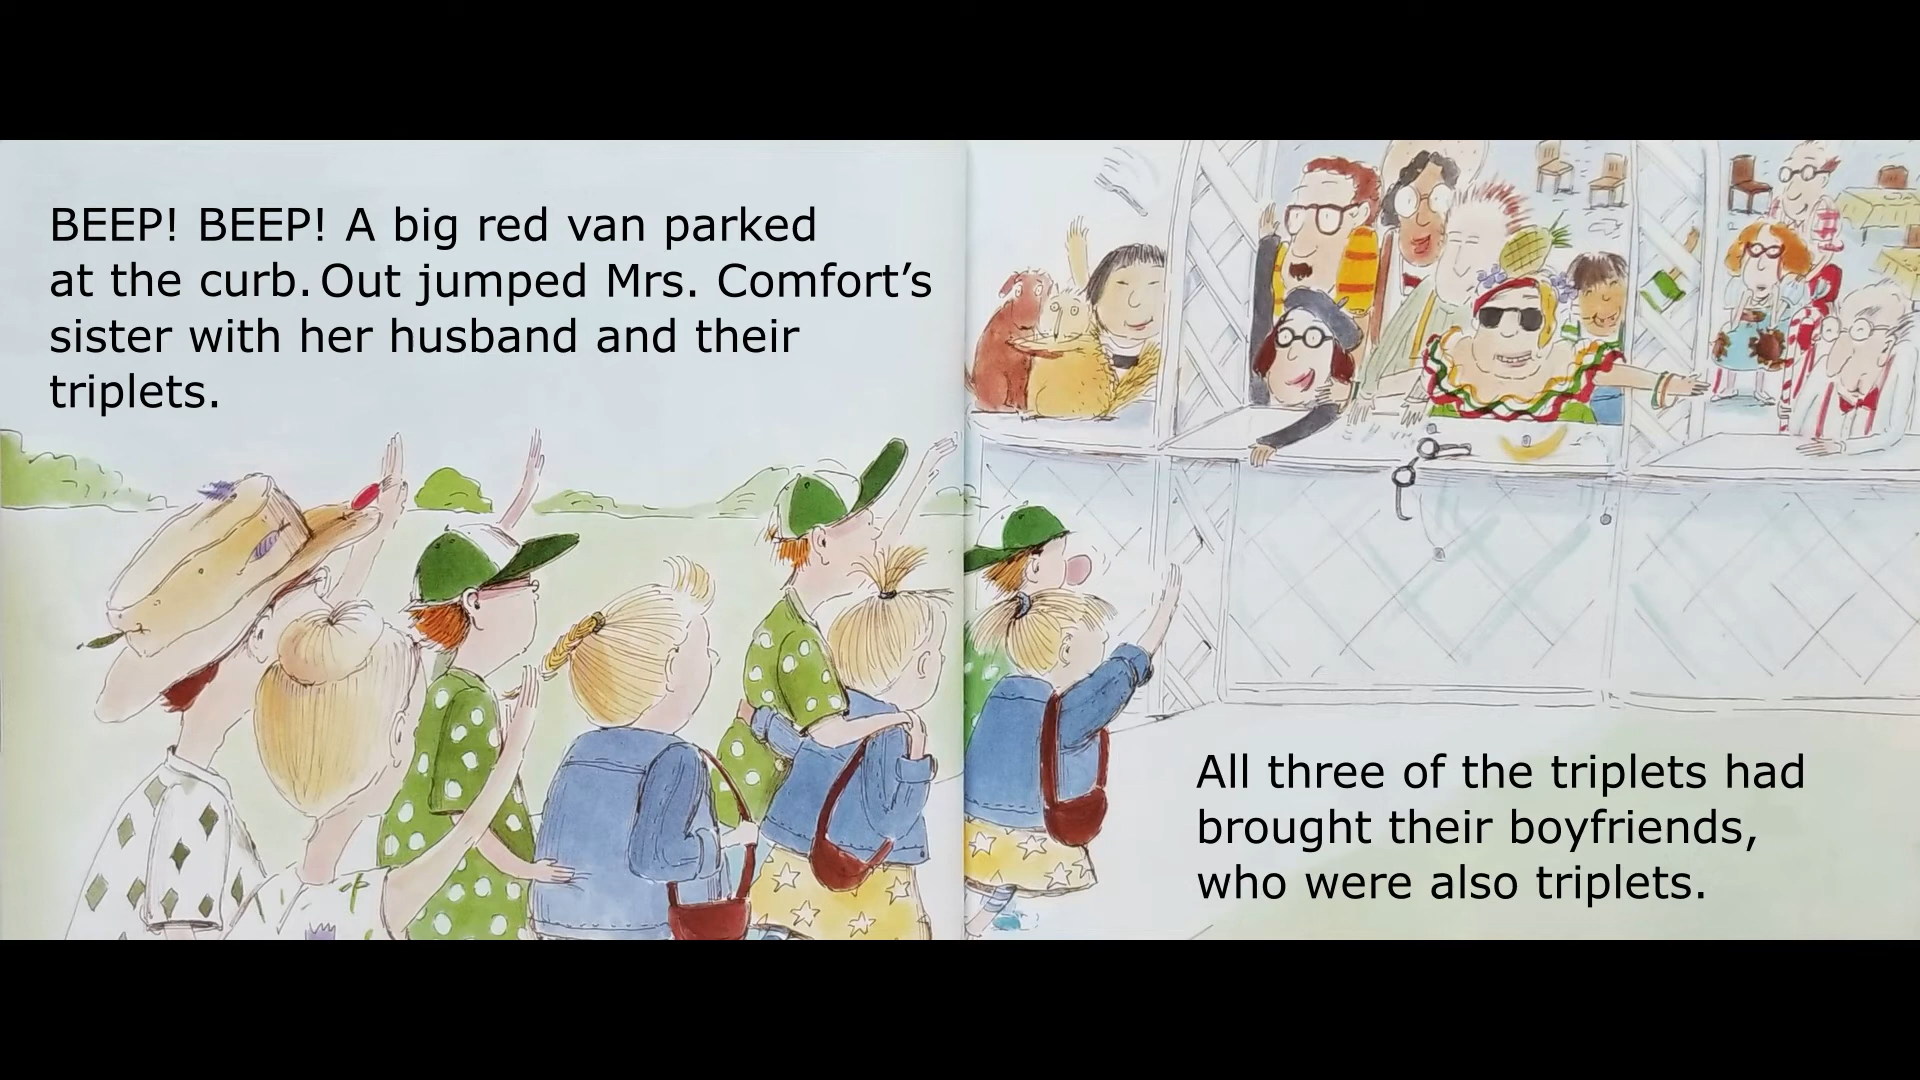 BEEP! BEEP! A big red van parked
at the curb. Out jumped Mrs. Comfort’s
sister with her husband and their
triplets.
All three of the triplets had
brought their boyfriends,
who were also triplets.